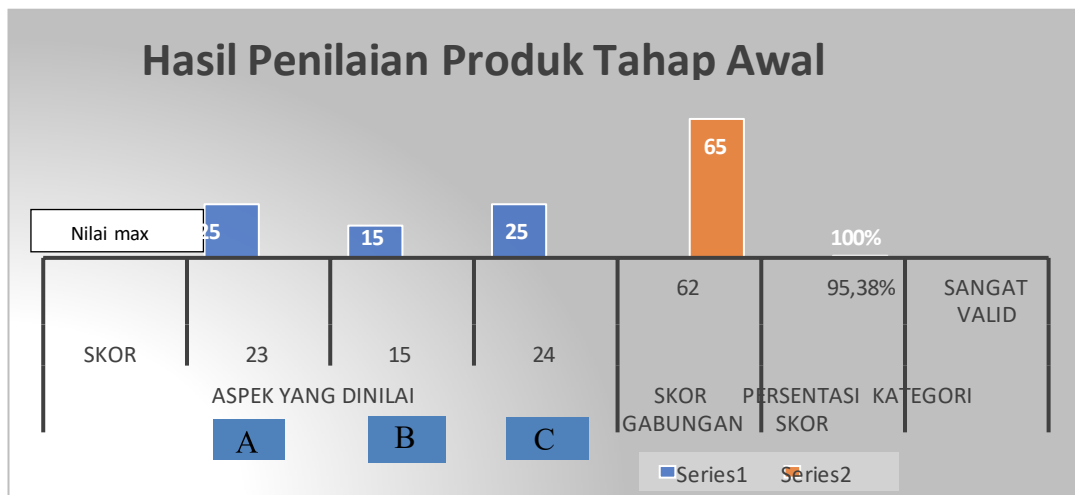 Hasil Penilaian Produk Tahap Awal
65
Nilai max
25
15
25
100%
62
95,38%
SANGAT
VALID
SKOR
23
15
24
ASPEK YANG DINILAI
SKOR
GABUNGAN
PERSENTASI
SKOR
KATEGORI
A
B
C
Series1
Series2